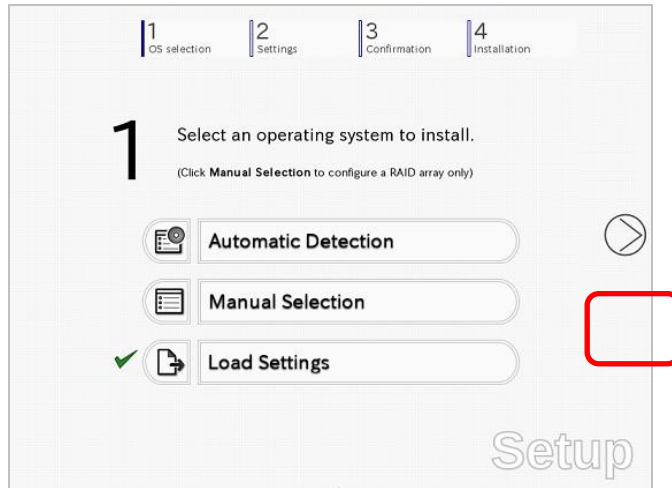 1
OS selection
2
Settings
3
Confirmation
4
Installation
1
Select an operating system to install.
(Click Manual Selection to configure a RAID array only)
Automatic Detection
Manual Selection
Load Settings
Setup